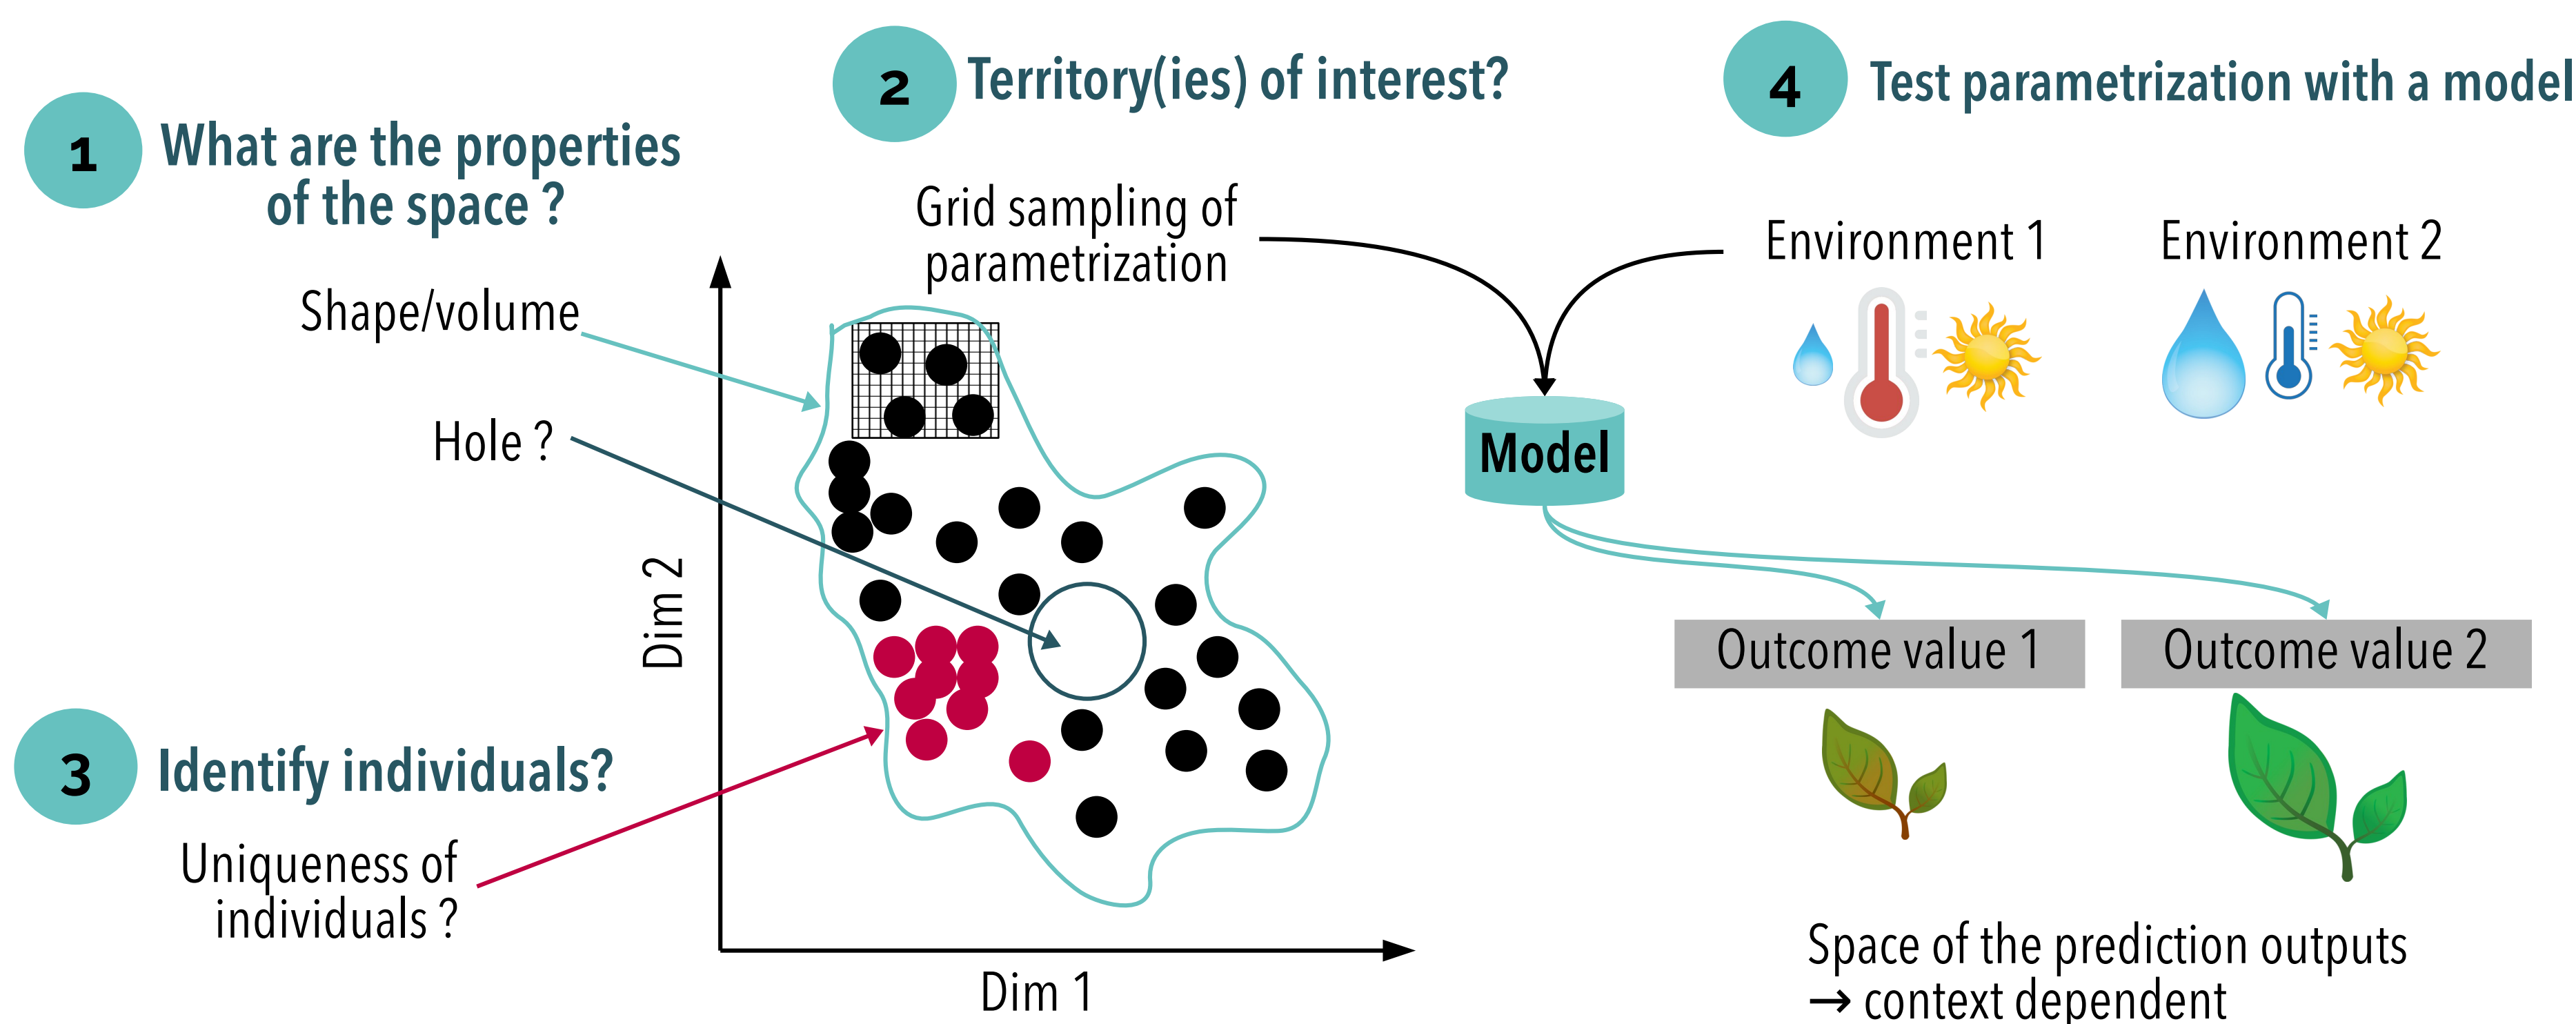 1
What are the properties
of the space ?
Shape/volume
Hole ?
2
Territory(ies) of interest?
Grid sampling of
parametrization
3
Identify individuals?
Uniqueness of
individuals ?
Dim 2
Dim 1
4
Test parametrization with a model
Environment 1
Environment 2
Model
Outcome value 1
Outcome value 2
Space of the prediction outputs
→ context dependent